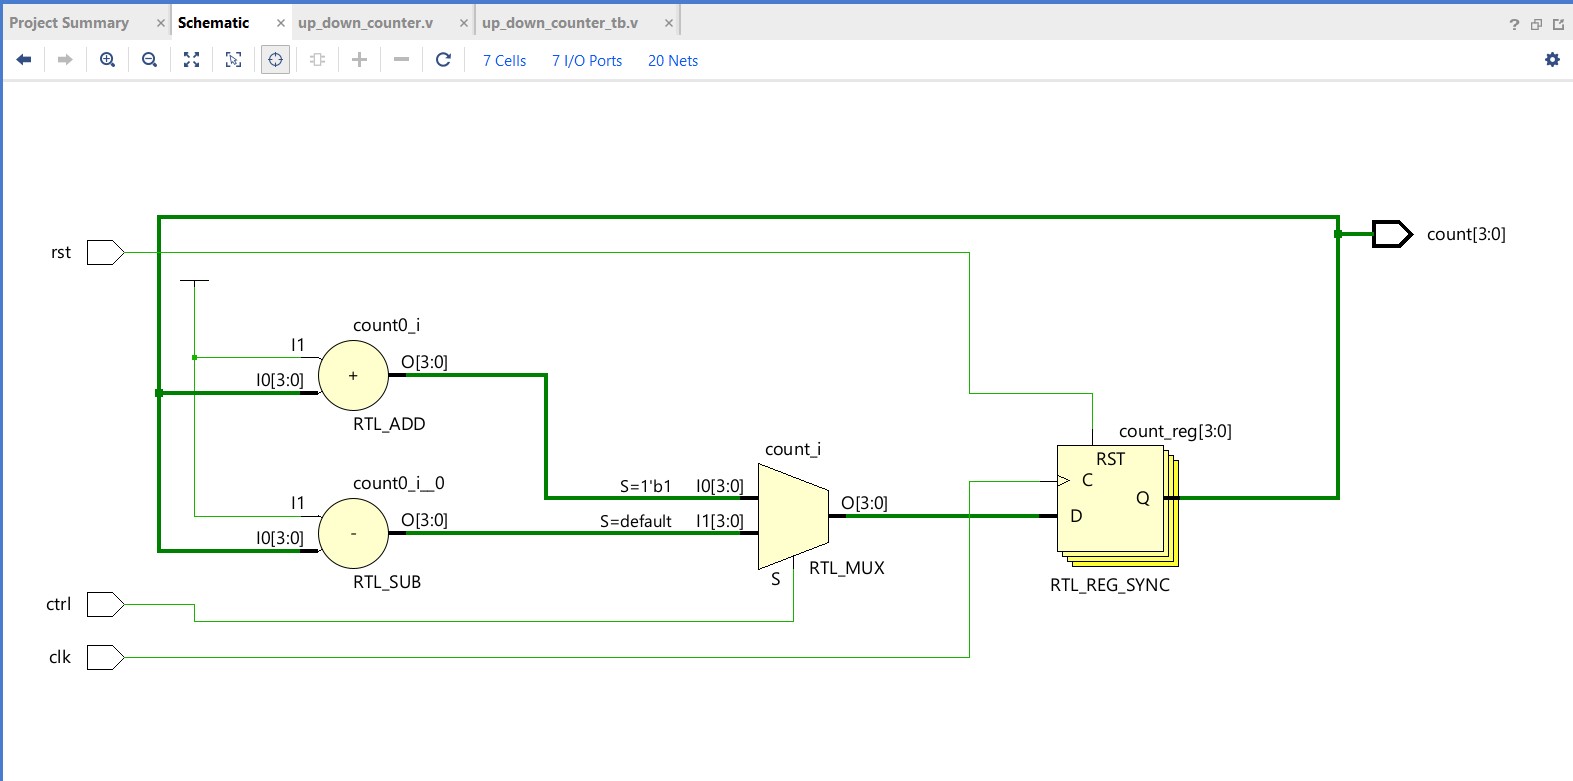 Project Summary × Schematic × up_down_counter.v × up_down_counter_tb.v ×
?
7 Cells 7 I/O Ports 20 Nets
rst
count[3:0]
count0_i
I1
I0[3:0]
+
O[3:0]
RTL_ADD
count0_i__0
I1
I0[3:0]
-
O[3:0]
RTL_SUB
count_i
S=1'b1 I0[3:0]
S=default I1[3:0]
O[3:0]
S
RTL_MUX
count_reg[3:0]
RST
C
Q
D
RTL_REG_SYNC
ctrl
clk